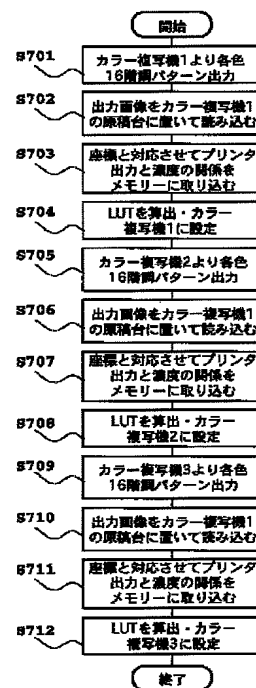 開始
S701
カラー複写機1より各色
16階調パターン出力
S702
出力画像をカラー複写機1
の原稿台に置いて読み込む
S703
座標と対応させてプリンタ
出力と濃度の関係を
メモリーに取り込む
S704
LUTを算出・カラー
複写機1に設定
S705
カラー複写機2より各色
16階調パターン出力
S706
出力画像をカラー複写機1
の原稿台に置いて読み込む
S707
座標と対応させてプリンタ
出力と濃度の関係を
メモリーに取り込む
S708
LUTを算出・カラー
複写機2に設定
S709
カラー複写機3より各色
16階調パターン出力
S710
出力画像をカラー複写機1
の原稿台に置いて読み込む
S711
座標と対応させてプリンタ
出力と濃度の関係を
メモリーに取り込む
S712
LUTを算出・カラー
複写機3に設定
終了